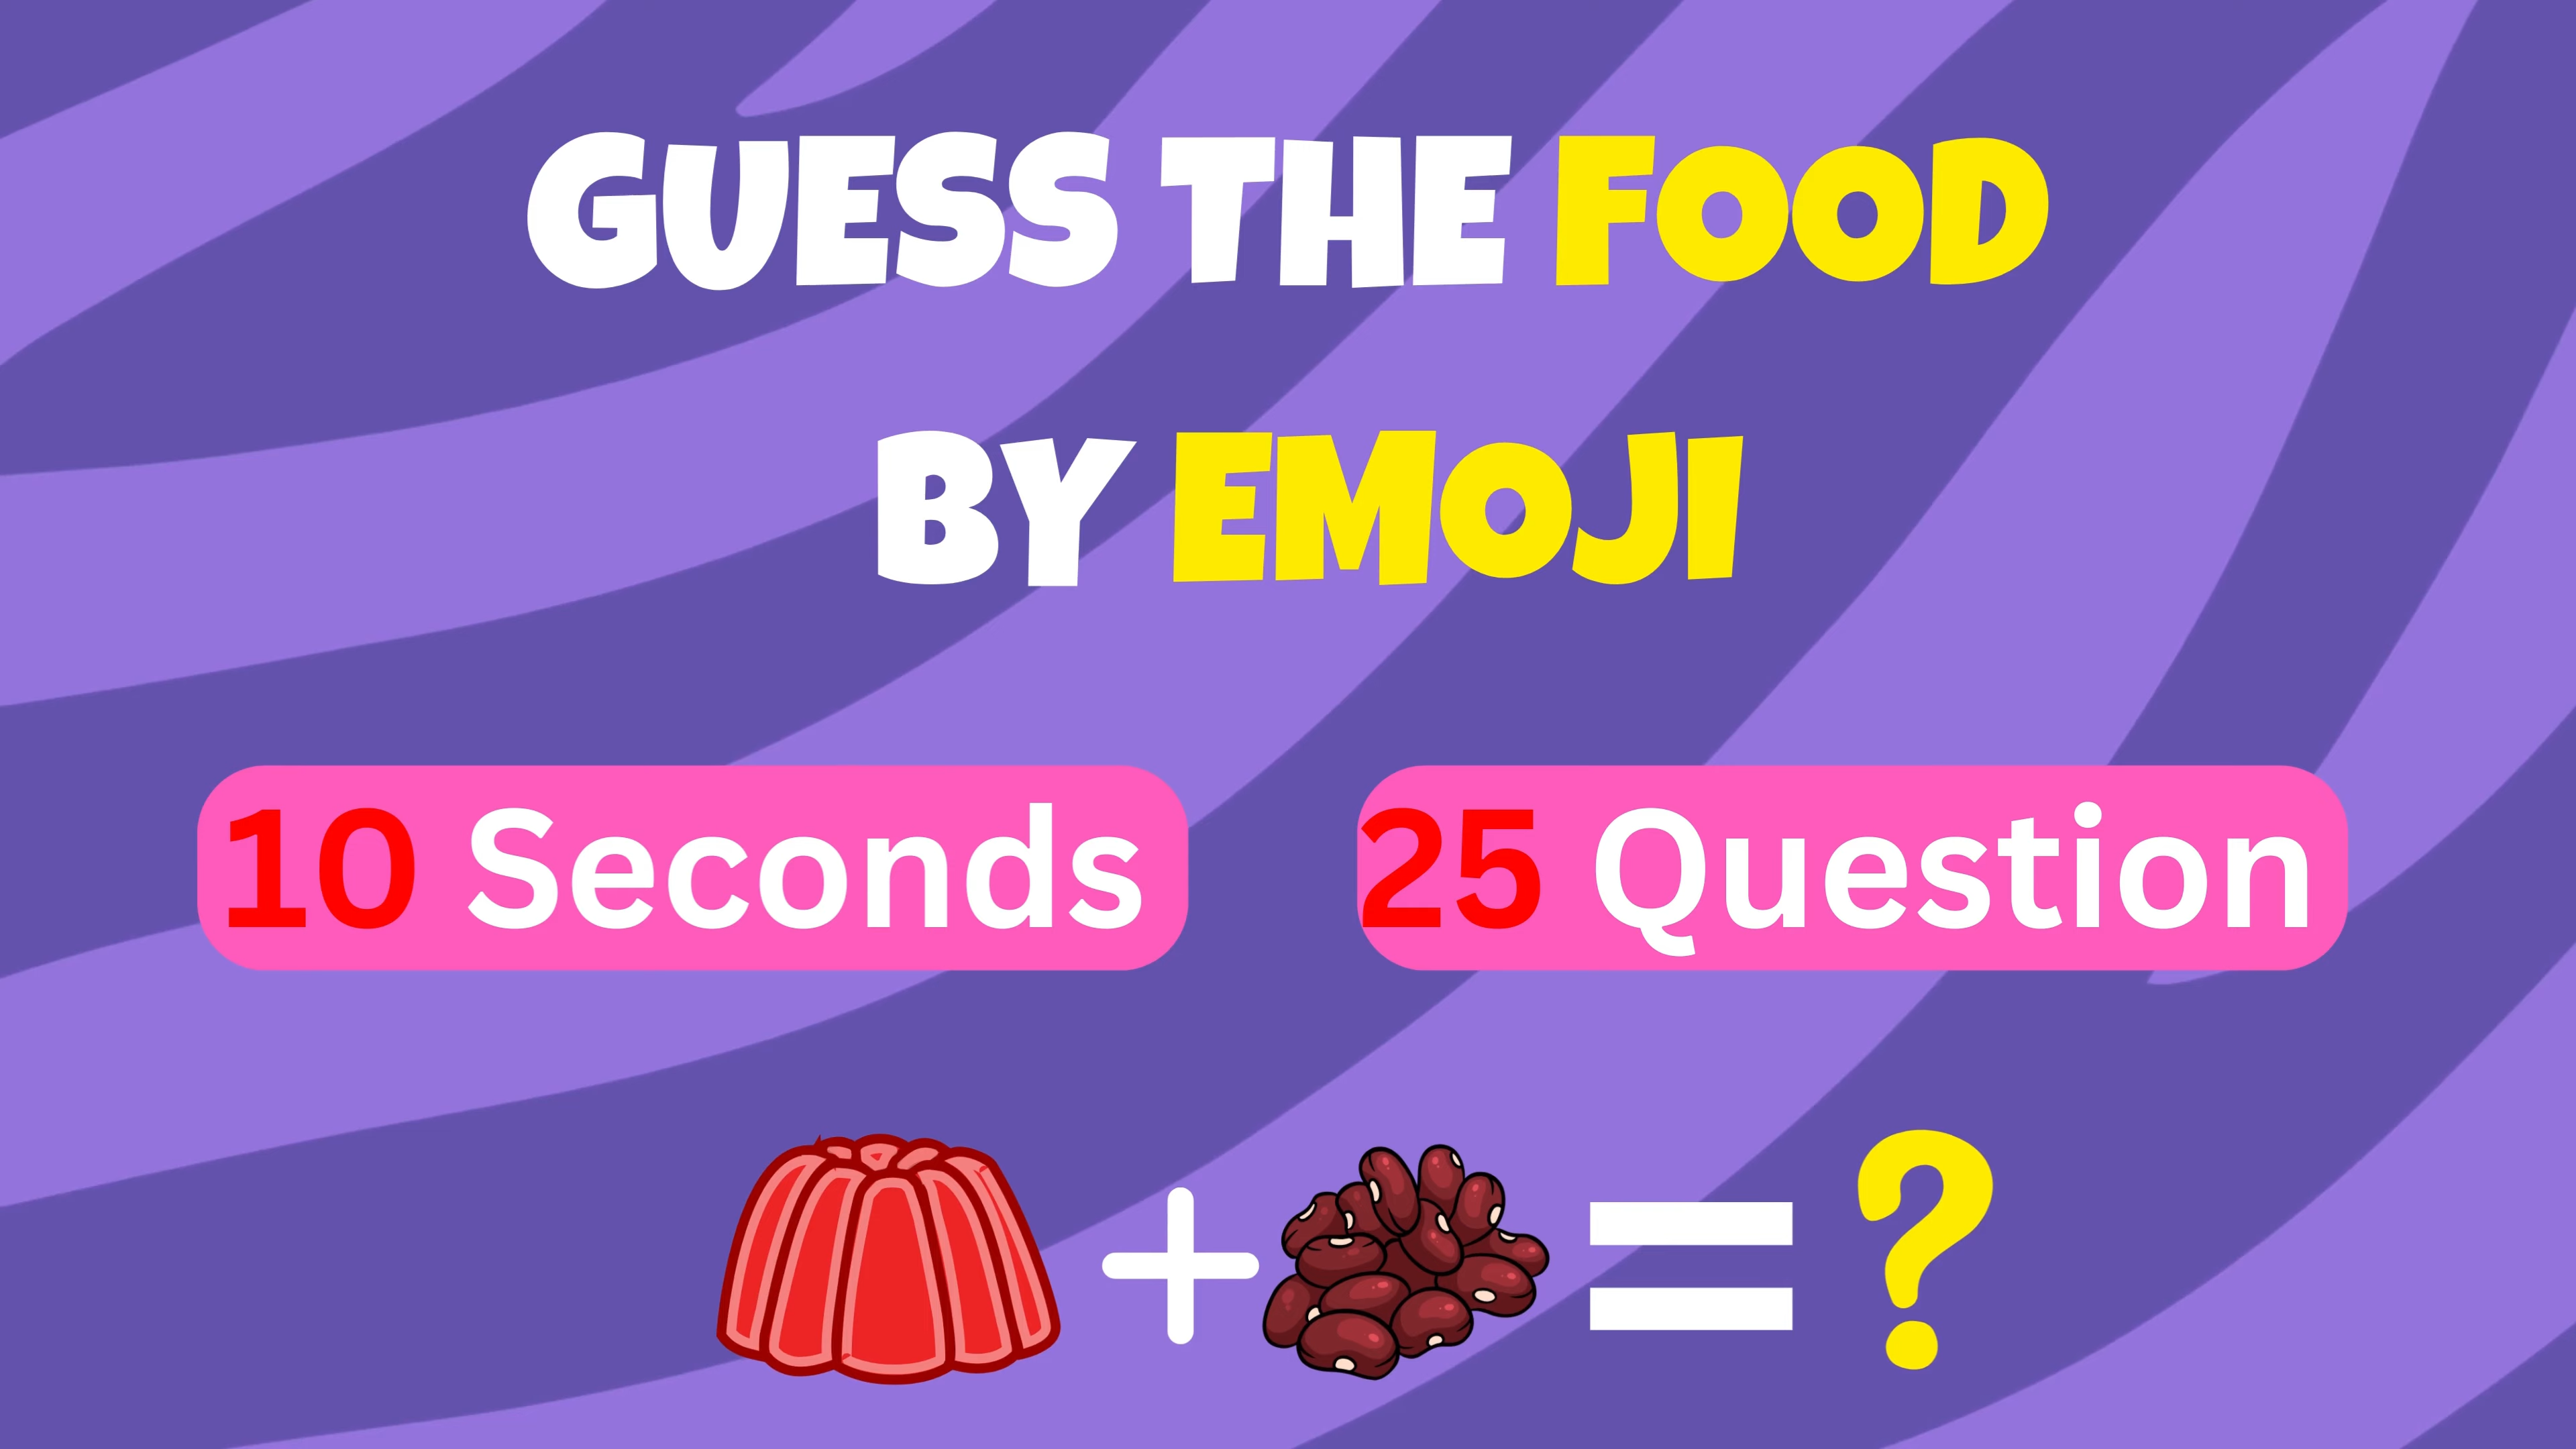 GUESS THE FOOD
BY EMOJI
10 Seconds
25 Question
+ = ?